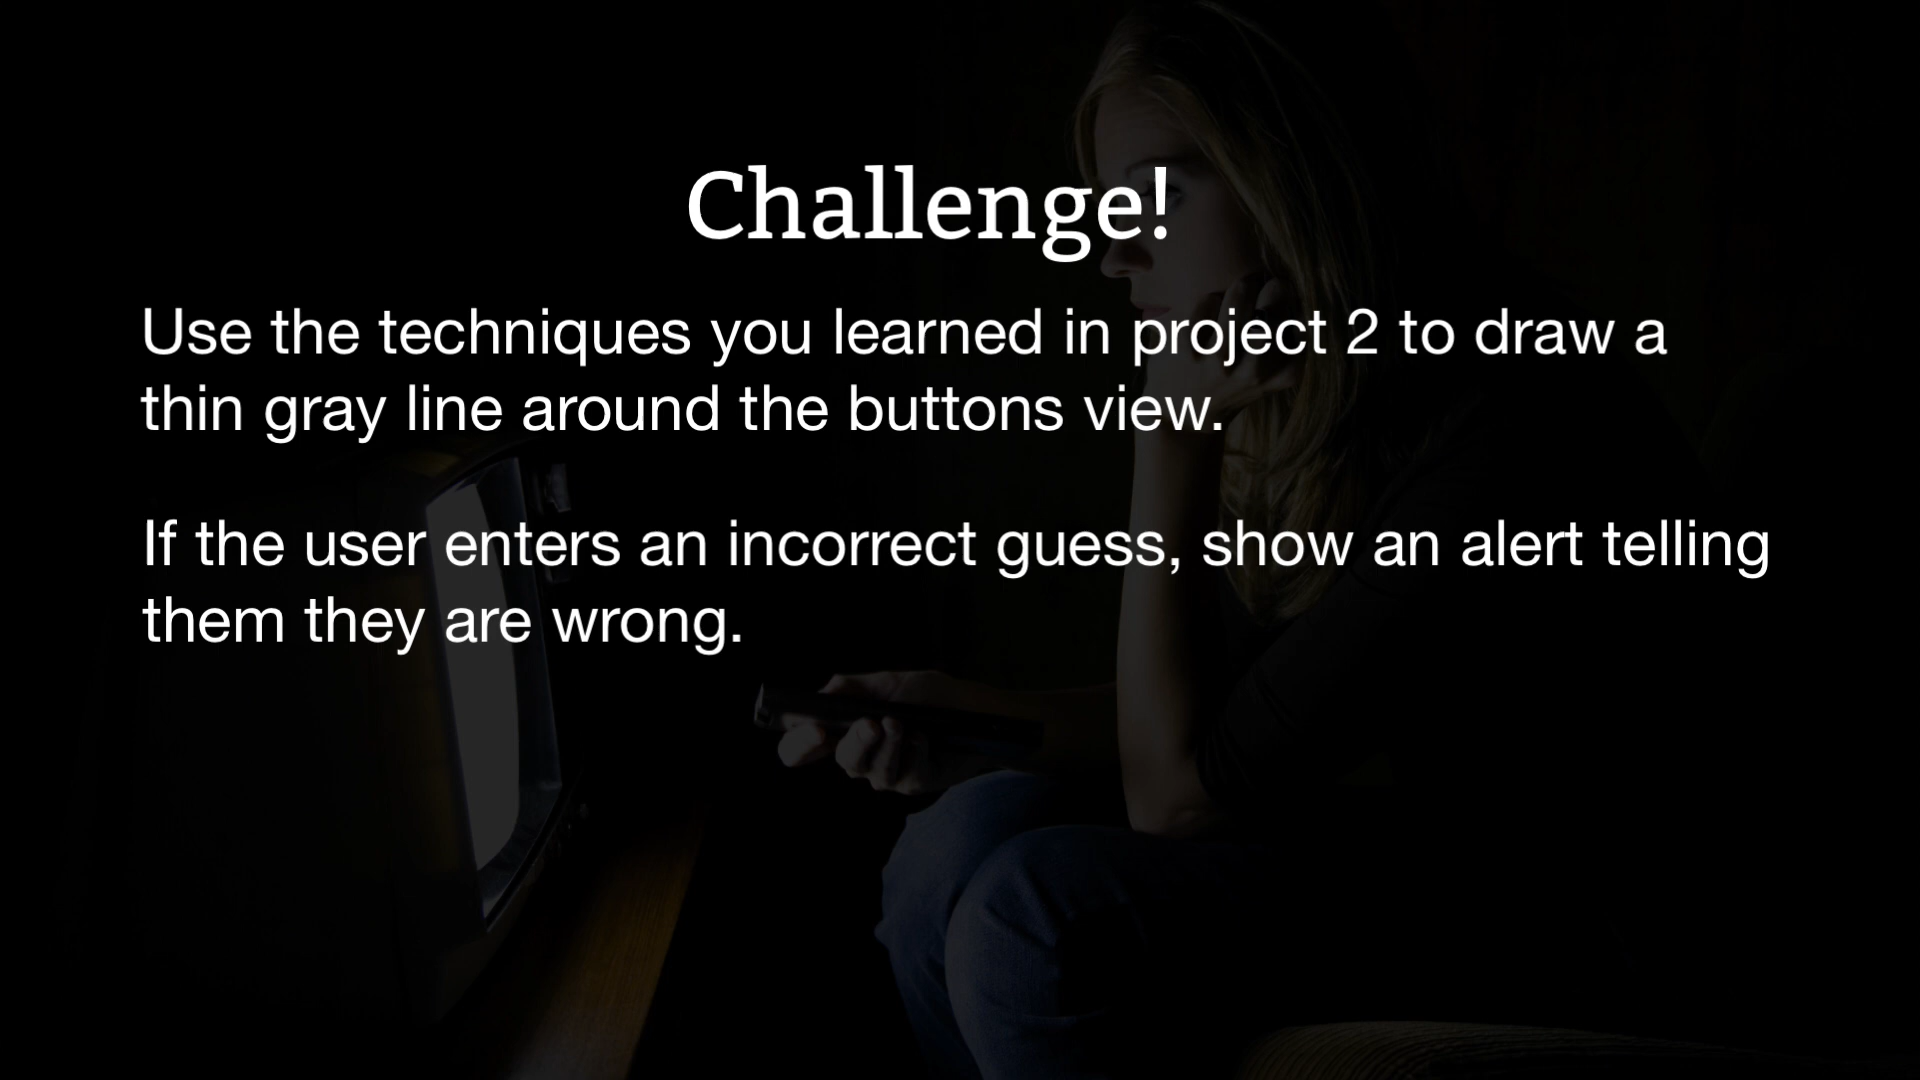 Challenge!
Use the techniques you learned in project 2 to draw a
thin gray line around the buttons view.
If the user enters an incorrect guess, show an alert telling
them they are wrong.